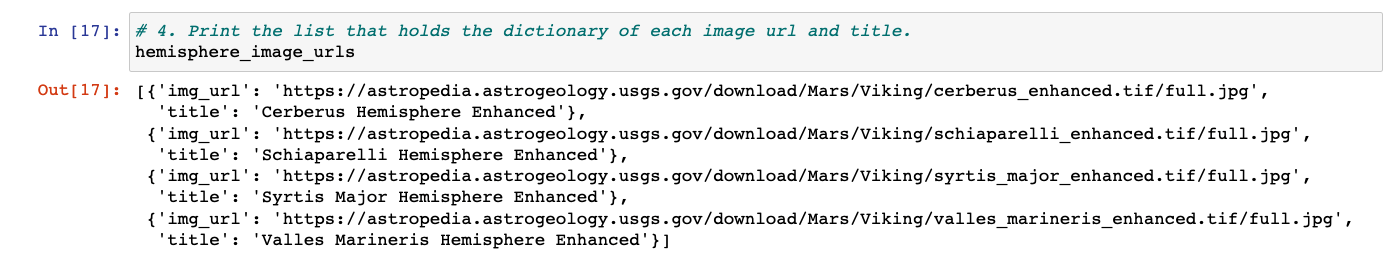 In [17]: # 4. Print the list that holds the dictionary of each image url and title.
hemisphere_image_urls
Out[17]: [{'img_url': 'https://astropedia.astrogeology.usgs.gov/download/Mars/Viking/cerberus_enhanced.tif/full.jpg',
'title': 'Cerberus Hemisphere Enhanced'},
{'img_url': 'https://astropedia.astrogeology.usgs.gov/download/Mars/Viking/schiaparelli_enhanced.tif/full.jpg',
'title': 'Schiaparelli Hemisphere Enhanced'},
{'img_url': 'https://astropedia.astrogeology.usgs.gov/download/Mars/Viking/syrtis_major_enhanced.tif/full.jpg',
'title': 'Syrtis Major Hemisphere Enhanced'},
{'img_url': 'https://astropedia.astrogeology.usgs.gov/download/Mars/Viking/valles_marineris_enhanced.tif/full.jpg',
'title': 'Valles Marineris Hemisphere Enhanced'}]